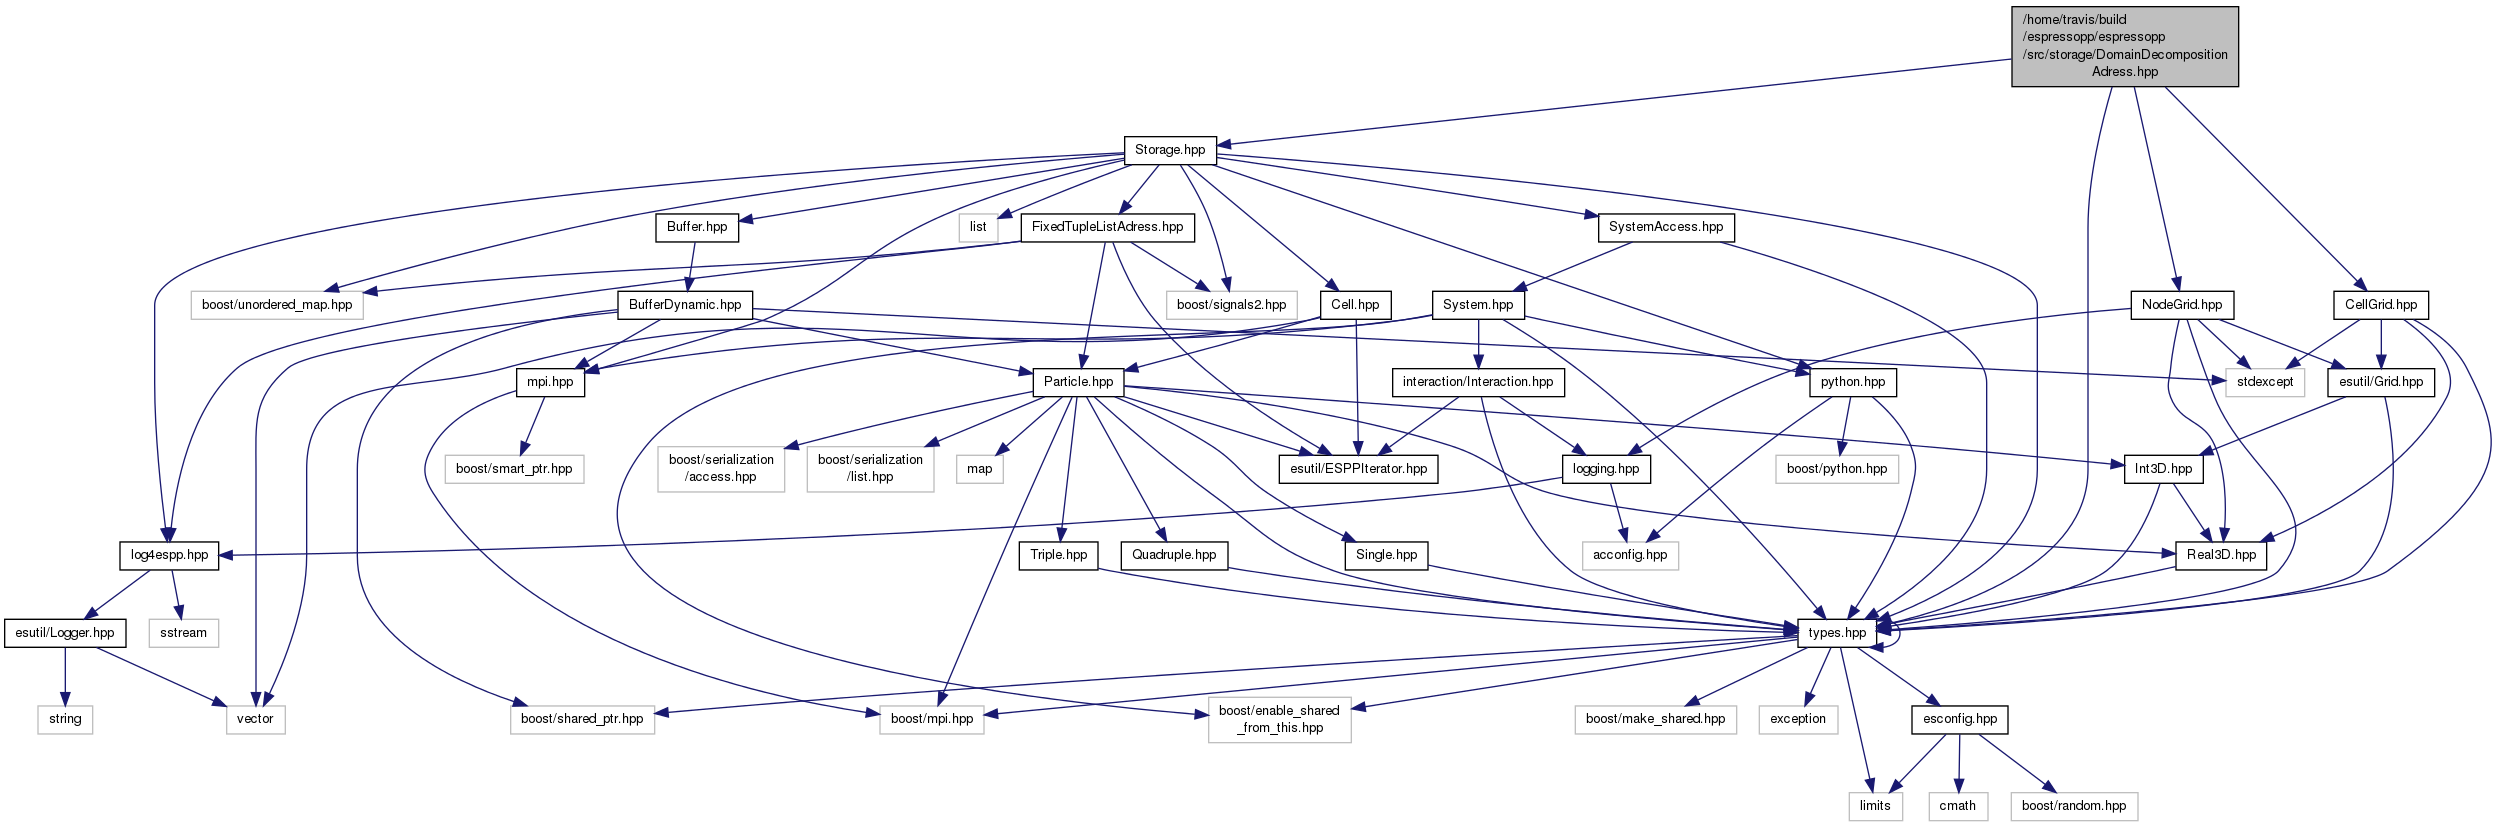 /home/travis/build
/espressopp/espressopp
/src/storage/DomainDecomposition
Adress.hpp
Storage.hpp
Buffer.hpp
list
FixedTupleListAdress.hpp
SystemAccess.hpp
boost/unordered_map.hpp
BufferDynamic.hpp
boost/signals2.hpp
Cell.hpp
System.hpp
NodeGrid.hpp
CellGrid.hpp
mpi.hpp
Particle.hpp
interaction/Interaction.hpp
python.hpp
stdexcept
esutil/Grid.hpp
boost/smart_ptr.hpp
boost/serialization
/access.hpp
boost/serialization
/list.hpp
map
esutil/ESPPIterator.hpp
logging.hpp
boost/python.hpp
Int3D.hpp
log4espp.hpp
Triple.hpp
Quadruple.hpp
Single.hpp
acconfig.hpp
Real3D.hpp
esutil/Logger.hpp
sstream
types.hpp
string
vector
boost/shared_ptr.hpp
boost/mpi.hpp
boost/enable_shared
_from_this.hpp
boost/make_shared.hpp
exception
esconfig.hpp
limits
cmath
boost/random.hpp